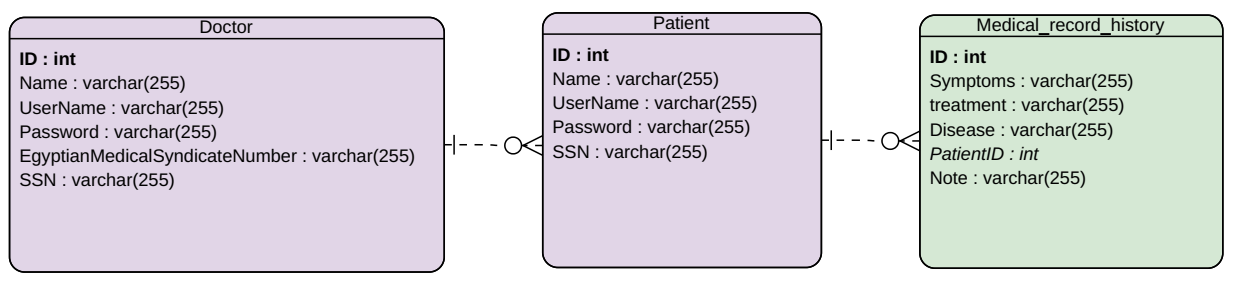 Doctor
ID : int
Name : varchar(255)
UserName : varchar(255)
Password : varchar(255)
EgyptianMedicalSyndicateNumber : varchar(255)
SSN : varchar(255)
Patient
ID : int
Name : varchar(255)
UserName : varchar(255)
Password : varchar(255)
SSN : varchar(255)
Medical_record_history
ID : int
Symptoms : varchar(255)
treatment : varchar(255)
Disease : varchar(255)
PatientID : int
Note : varchar(255)